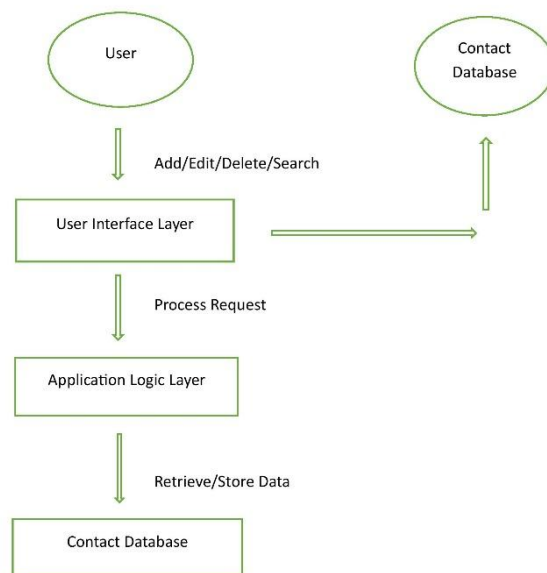 User
Contact
Database
Add/Edit/Delete/Search
User Interface Layer
Process Request
Application Logic Layer
Retrieve/Store Data
Contact Database